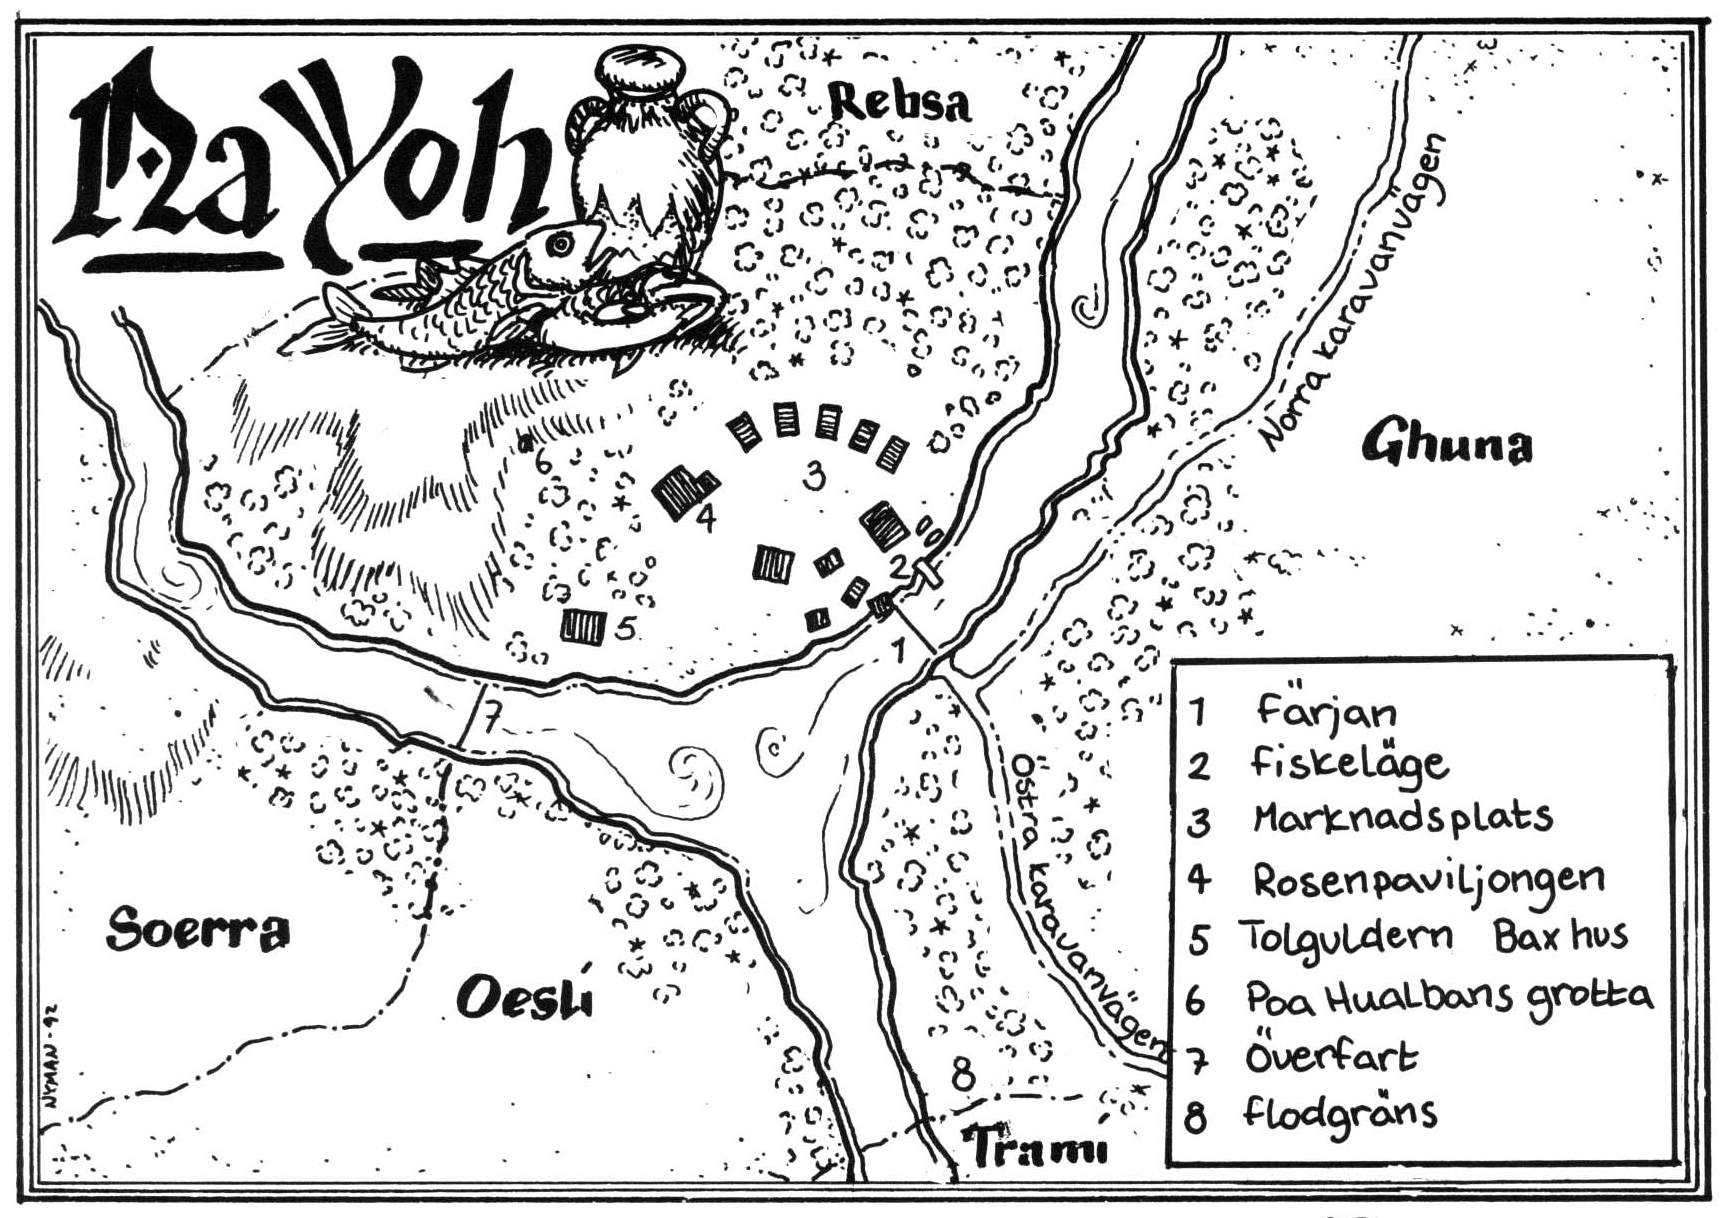 Na Yoh
Rebsa
Norra karavanvägen
Ghuna
6
3
4
2
5
1
7
Östra karavanvägen
Soerra
Oesli
8
Trami
NYMAN-92
1 Färjan
2 Fiskeläge
3 Marknadsplats
4 Rosenpaviljongen
5 Tolguldern Bax hus
6 Poa Hualbans grotta
7 Överfart
8 Flodgräns